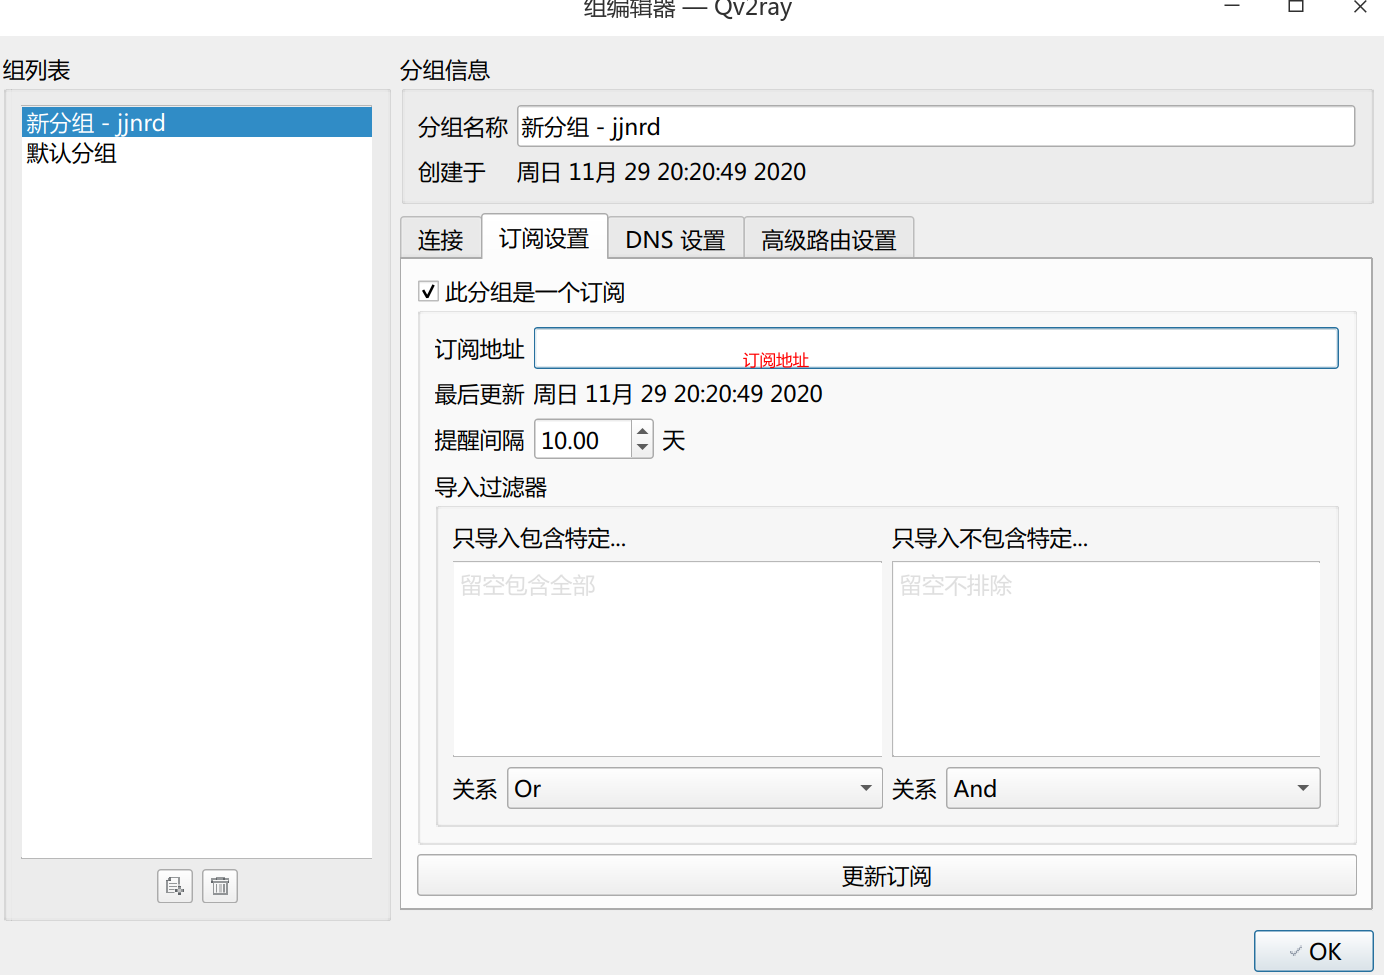 组编辑器 — Qv2ray
组列表
新分组 - jjnrd
默认分组
分组信息
分组名称 新分组 - jjnrd
创建于 周日 11月 29 20:20:49 2020
连接 订阅设置 DNS 设置 高级路由设置
此分组是一个订阅
订阅地址 订阅地址
最后更新 周日 11月 29 20:20:49 2020
提醒间隔 10.00 天
导入过滤器
只导入包含特定... 只导入不包含特定...
留空包含全部 留空不排除
关系 Or 关系 And
更新订阅
OK